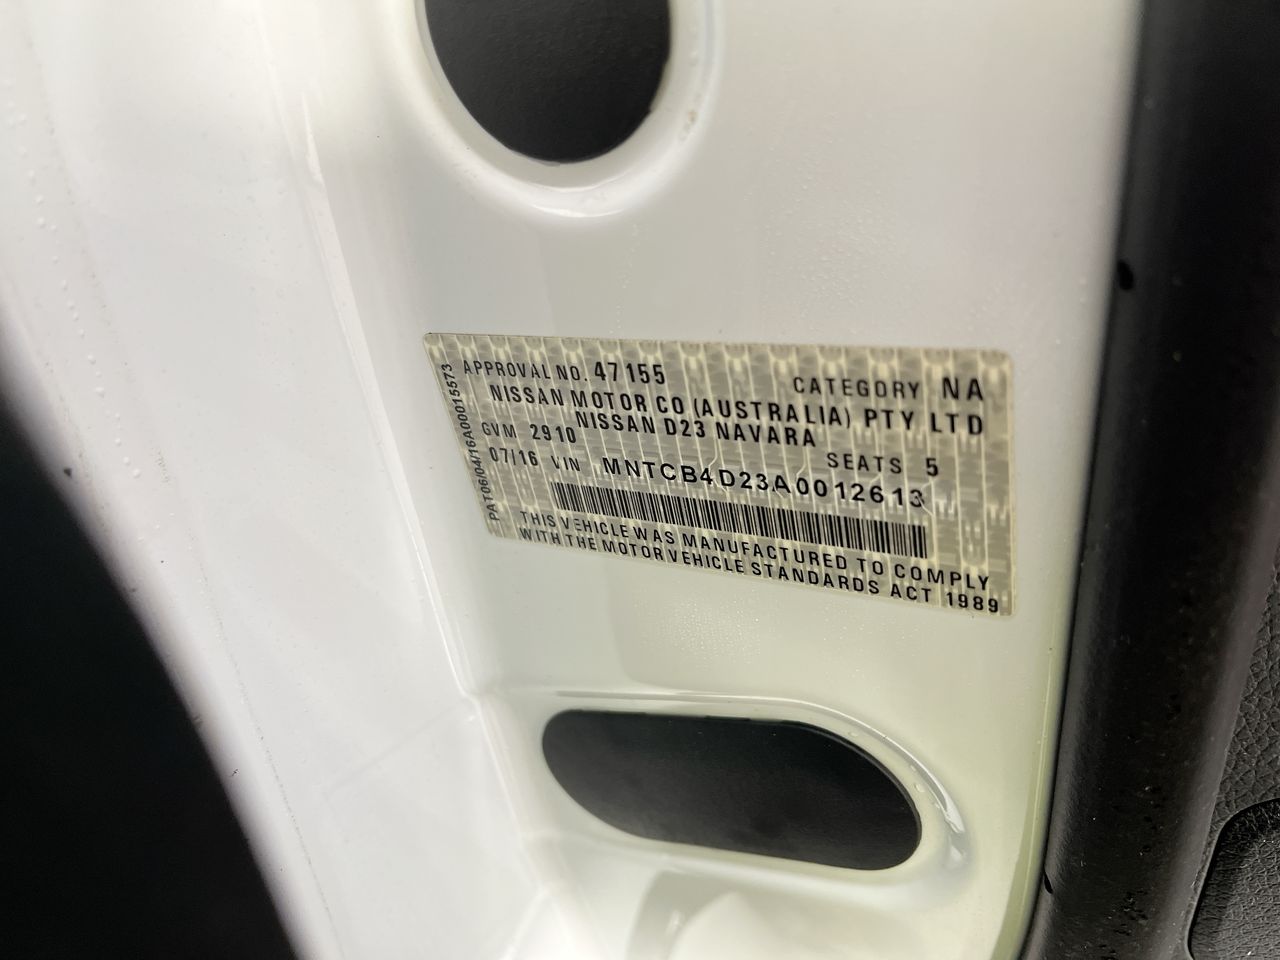 APPROVAL NO. 47155 CATEGORY NA
NISSAN MOTOR CO (AUSTRALIA) PTY LTD
NISSAN D23 NAVARA
GVM 2910 SEATS 5
07/16 VIN MNTCB4D23A0012613
THIS VEHICLE WAS MANUFACTURED TO COMPLY
WITH THE MOTOR VEHICLE STANDARDS ACT 1989
PAT06/04/16A00015573